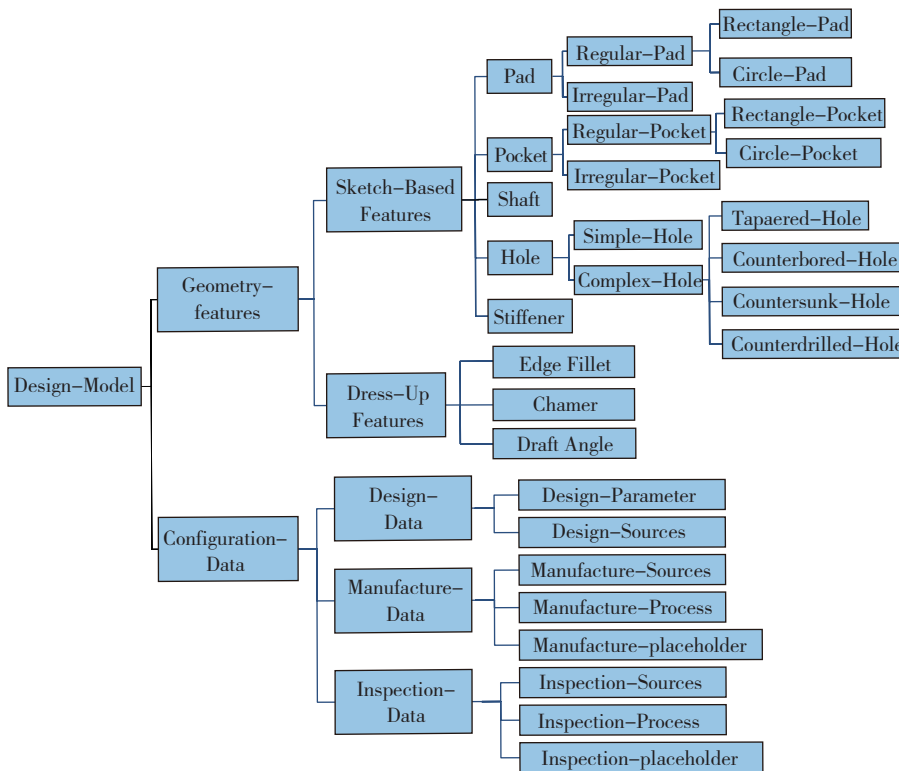 Design–Model
Geometry–
features
Sketch–Based
Features
Pad
Regular–Pad
Rectangle–Pad
Circle–Pad
Irregular–Pad
Pocket
Regular–Pocket
Rectangle–Pocket
Circle–Pocket
Irregular–Pocket
Shaft
Hole
Simple–Hole
Complex–Hole
Tapaered–Hole
Counterbored–Hole
Countersunk–Hole
Counterdrilled–Hole
Stiffener
Dress–Up
Features
Edge Fillet
Chamer
Draft Angle
Configuration–
Data
Design–
Data
Design–Parameter
Design–Sources
Manufacture–
Data
Manufacture–Sources
Manufacture–Process
Manufacture–placeholder
Inspection–
Data
Inspection–Sources
Inspection–Process
Inspection–placeholder